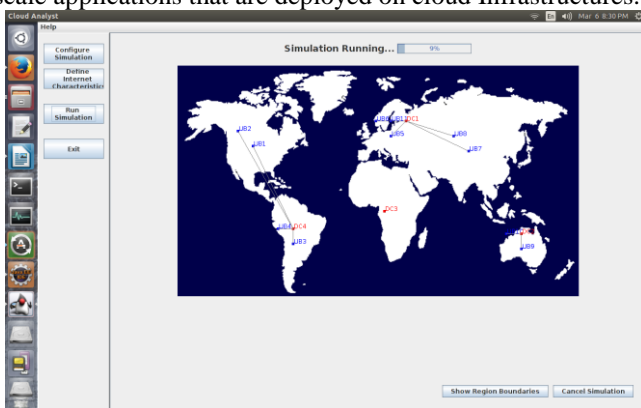 scale applications that are deployed on cloud Infrastructures.
Cloud Analyst
En
Mar 6 8:30 PM
Help
Configure
Simulation
Define
Internet
Characteristics
Run
Simulation
Exit
Simulation Running...
9%
UB2
UB1
UB11
DC1
UB5
UB8
UB7
DC3
DC4
UB3
UB9
Show Region Boundaries
Cancel Simulation